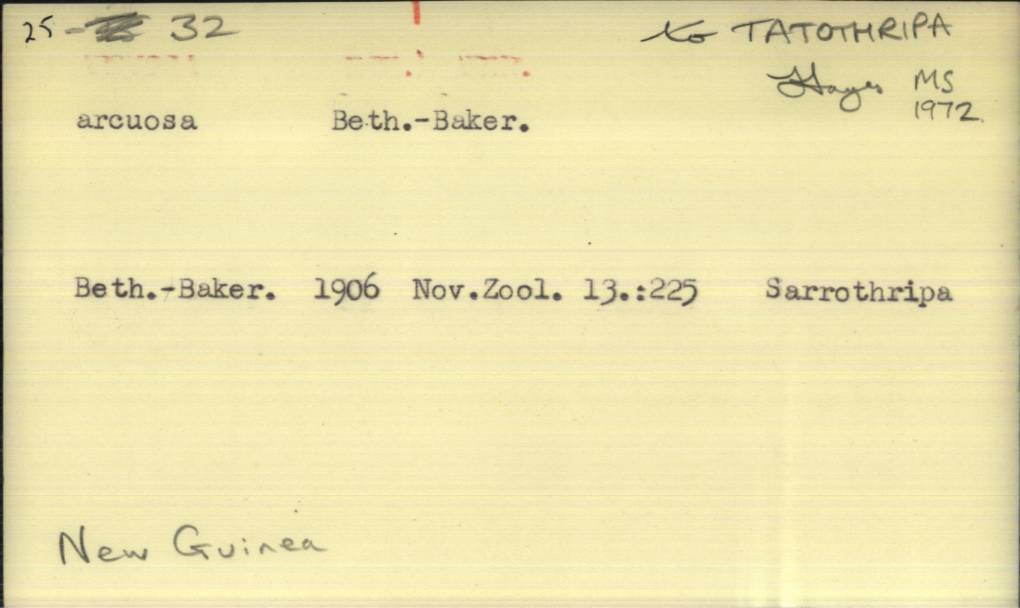 25 - 32
to TATOTHRIPA
Hayes MS
1972.
arcuosa Beth.-Baker.
Beth.-Baker. 1906 Nov.Zool. 13.:225 Sarrothripa
New Guinea